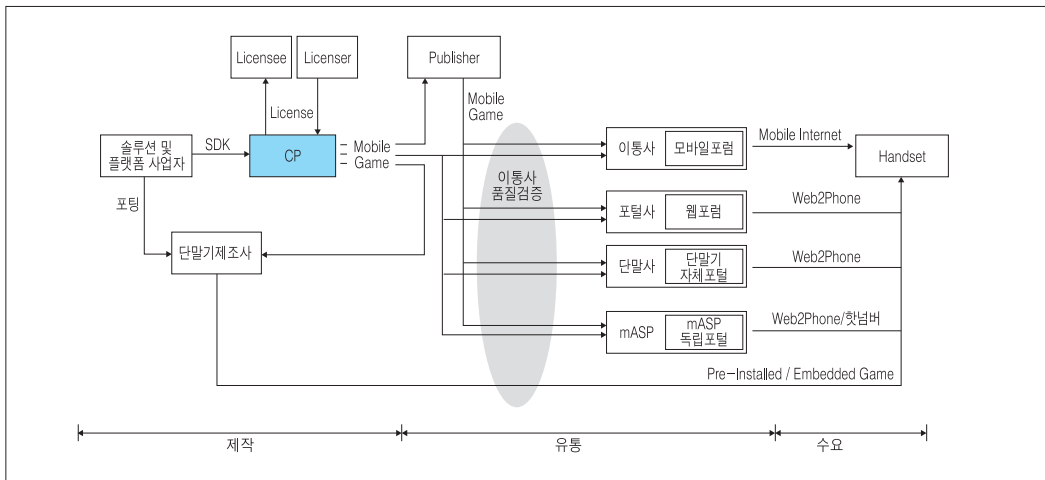 Licensee
Licenser
Publisher
License
Mobile
Game
솔루션 및
플랫폼 사업자
SDK
CP
Mobile
Game
이통사
모바일포럼
Mobile Internet
Handset
이통사
품질검증
포팅
포털사
웹포럼
Web2Phone
단말기제조사
단말사
단말기
자체포털
Web2Phone
mASP
mASP
독립포털
Web2Phone/핫넘버
Pre-Installed / Embedded Game
제작
유통
수요